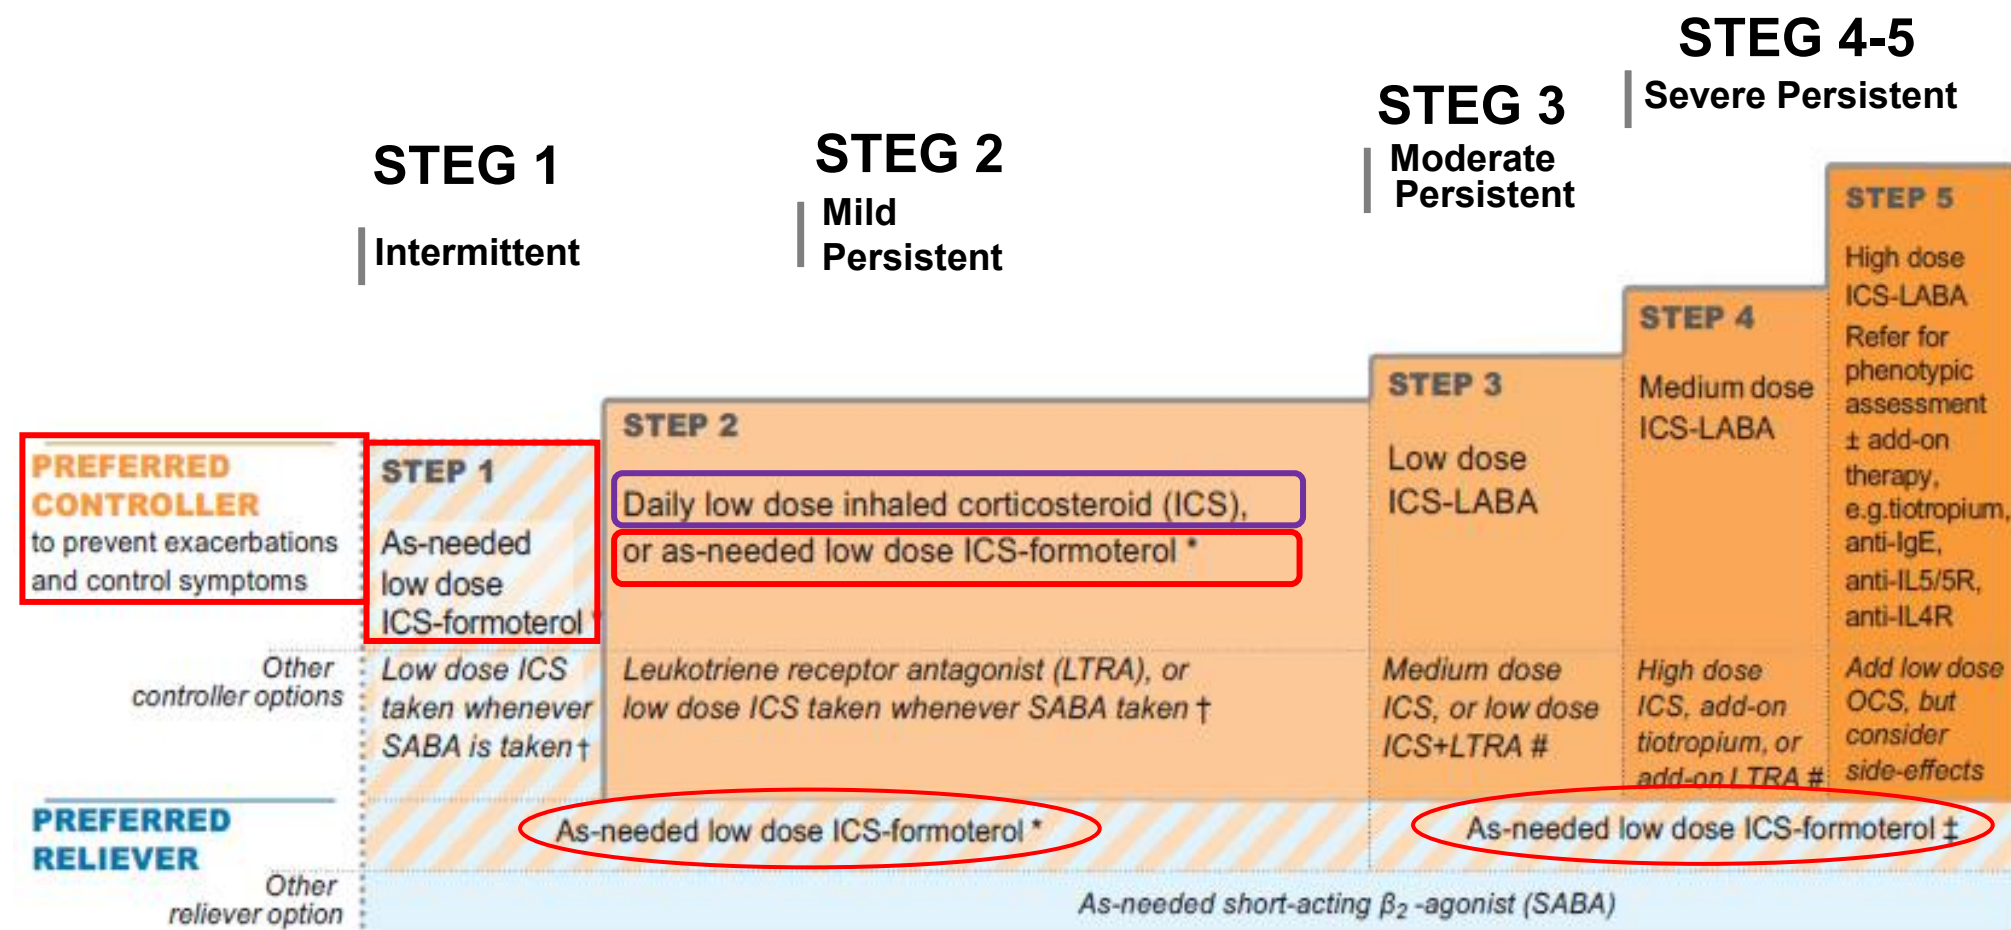 STEG 4-5
Severe Persistent
STEG 3
Moderate
Persistent
STEG 2
Mild
Persistent
STEG 1
Intermittent
STEP 5
High dose
ICS-LABA
Refer for
phenotypic
assessment
± add-on
therapy,
e.g.tiotropium,
anti-IgE,
anti-IL5/5R,
anti-IL4R
STEP 4
Medium dose
ICS-LABA
STEP 3
Low dose
ICS-LABA
STEP 2
Daily low dose inhaled corticosteroid (ICS),
or as-needed low dose ICS-formoterol *
STEP 1
As-needed
low dose
ICS-formoterol *
PREFERRED
CONTROLLER
to prevent exacerbations
and control symptoms
Other
controller options
Low dose ICS
taken whenever
SABA is taken †
Leukotriene receptor antagonist (LTRA), or
low dose ICS taken whenever SABA taken †
Medium dose
ICS, or low dose
ICS+LTRA #
High dose
ICS, add-on
tiotropium, or
add-on LTRA #
Add low dose
OCS, but
consider
side-effects
PREFERRED
RELIEVER
As-needed low dose ICS-formoterol *
As-needed low dose ICS-formoterol ‡
Other
reliever option
As-needed short-acting β₂ -agonist (SABA)